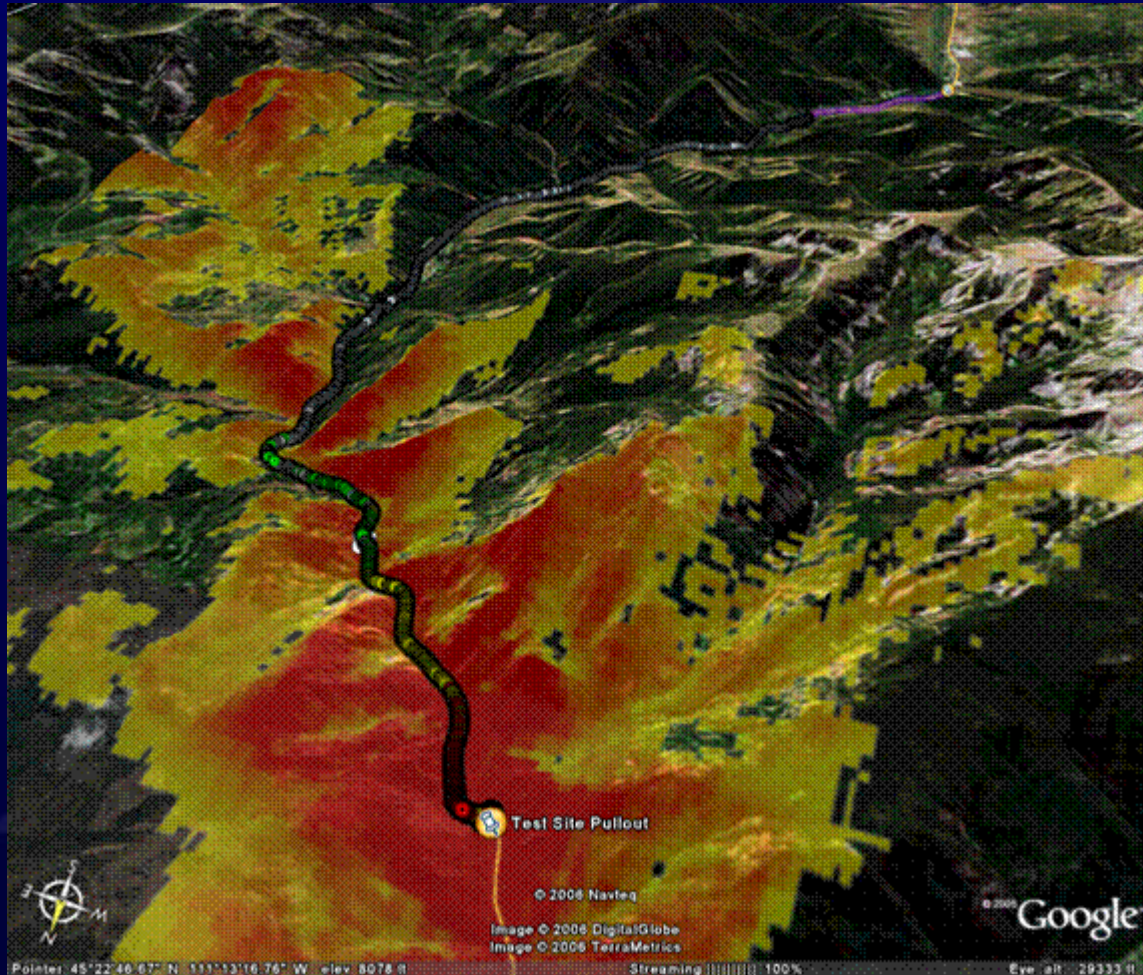 Test Site Pullout
S
E
W
N
© 2006 Navteq
Image © 2006 DigitalGlobe
Image © 2006 TerraMetrics
© 2006 Google
Pointer 45°22'46.67" N 111°13'16.76" W elev 8078 ft Streaming |||||||||| 100% Eye alt 29333 ft